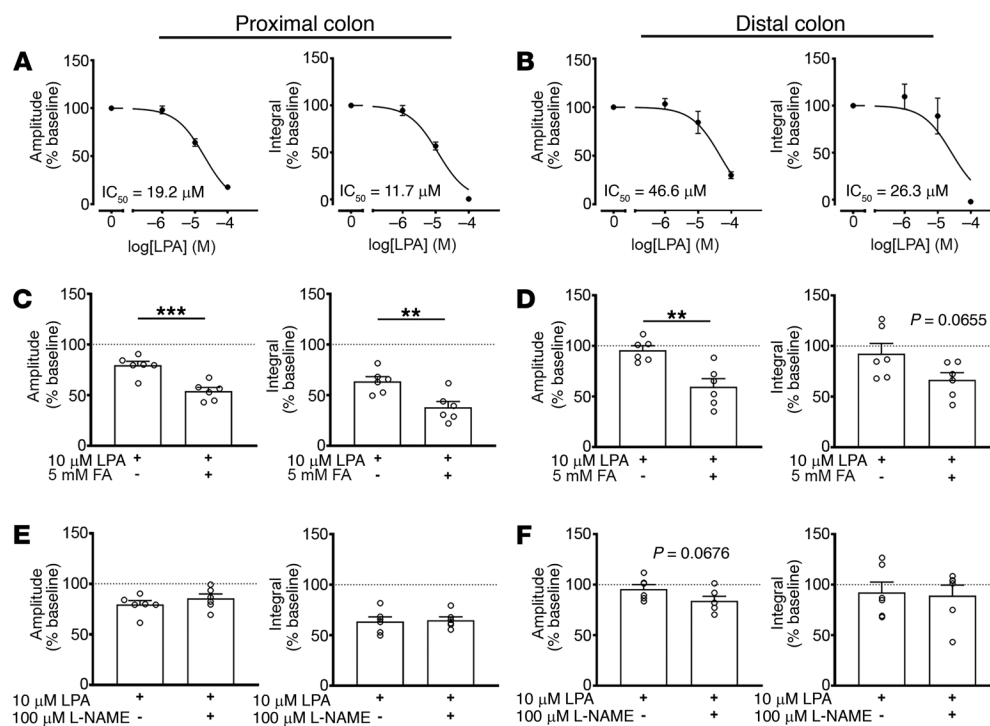 Proximal colon
Distal colon
A
Amplitude
(% baseline)
150
100
50
0
IC50 = 19.2 μM
0 –6 –5 –4
log[LPA] (M)
Integral
(% baseline)
150
100
50
0
IC50 = 11.7 μM
0 –6 –5 –4
log[LPA] (M)
B
Amplitude
(% baseline)
150
100
50
0
IC50 = 46.6 μM
0 –6 –5 –4
log[LPA] (M)
Integral
(% baseline)
150
100
50
0
IC50 = 26.3 μM
0 –6 –5 –4
log[LPA] (M)
C
Amplitude
(% baseline)
150
100
50
0
***
10 μM LPA + +
5 mM FA - +
Integral
(% baseline)
150
100
50
0
**
+ +
- +
D
Amplitude
(% baseline)
150
100
50
0
**
10 μM LPA + +
5 mM FA - +
Integral
(% baseline)
150
100
50
0
P = 0.0655
10 μM LPA + +
5 mM FA - +
E
Amplitude
(% baseline)
150
100
50
0
10 μM LPA + +
100 μM L-NAME - +
Integral
(% baseline)
150
100
50
0
10 μM LPA + +
100 μM L-NAME - +
F
Amplitude
(% baseline)
150
100
50
0
P = 0.0676
10 μM LPA + +
100 μM L-NAME - +
Integral
(% baseline)
150
100
50
0
10 μM LPA + +
100 μM L-NAME - +